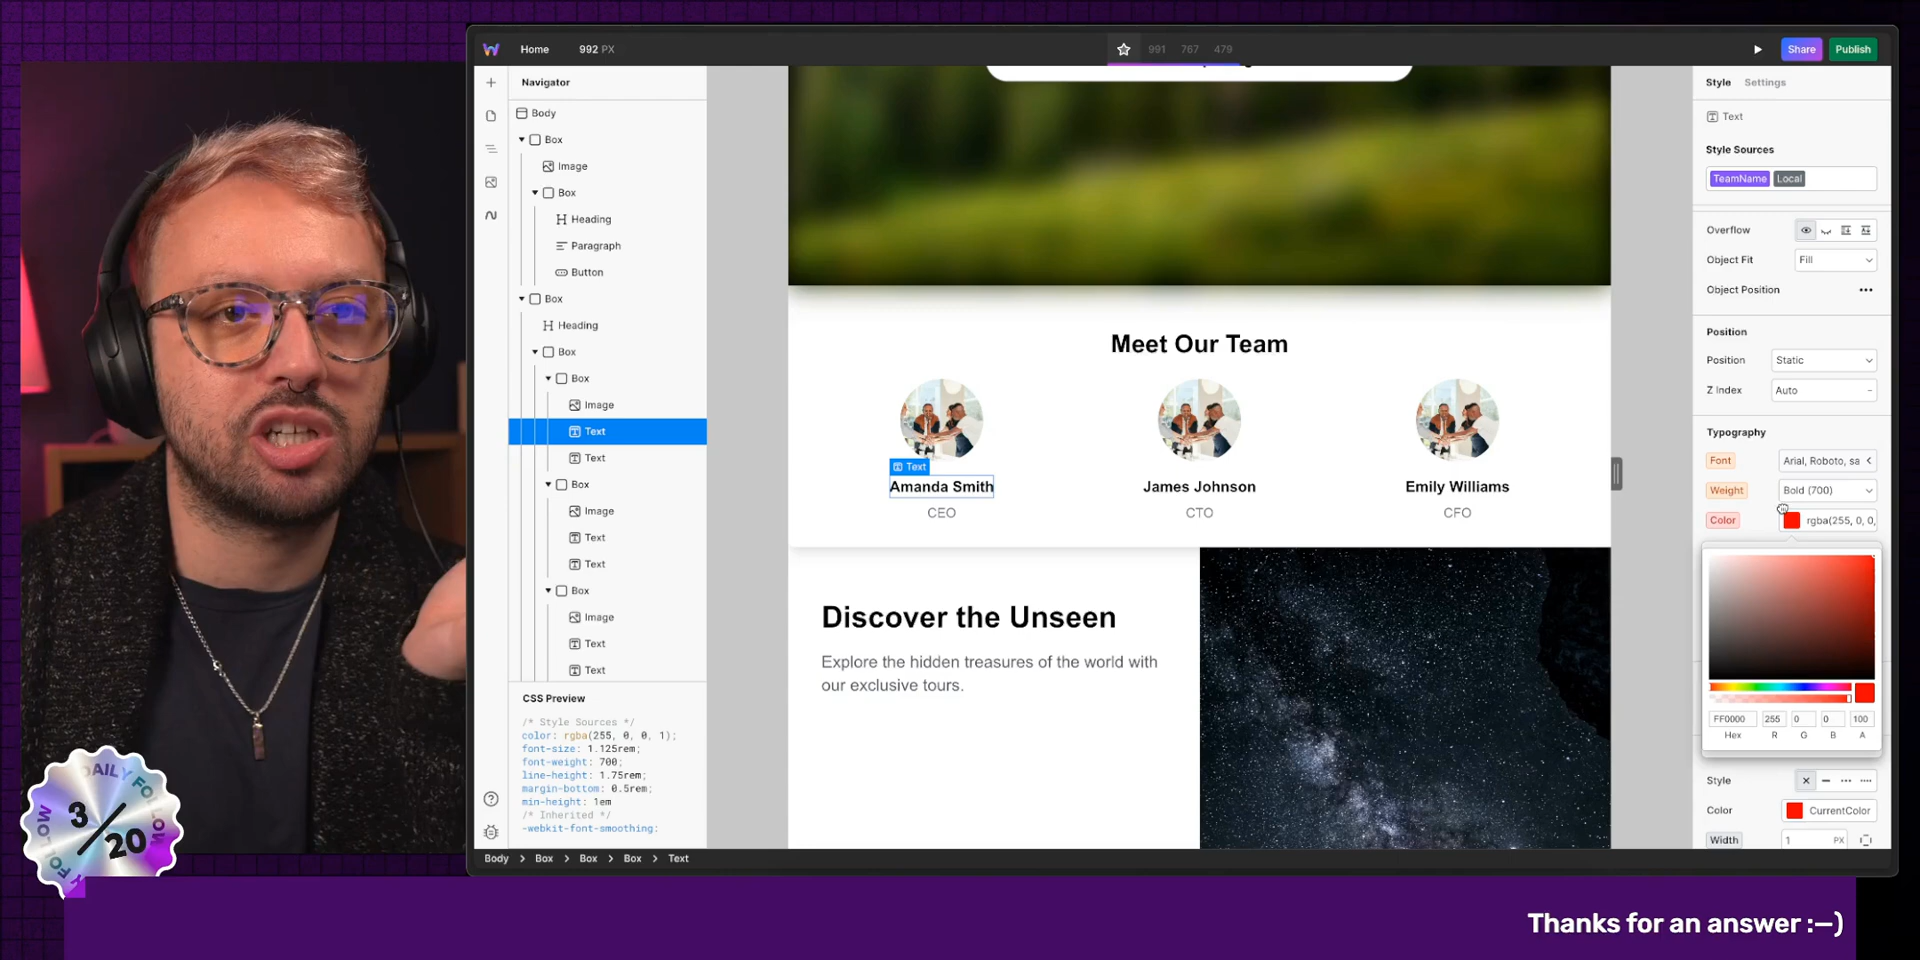 Home
992 PX
991
767
479
Share
Publish
Navigator
Body
Box
Image
Box
Heading
Paragraph
Button
Box
Heading
Box
Box
Image
Text
Text
Box
Image
Text
Text
Box
Image
Text
Text
CSS Preview
/* Style Sources */
color: rgba(255, 0, 0, 1);
font-size: 1.125rem;
font-weight: 700;
line-height: 1.75rem;
margin-bottom: 0.5rem;
min-height: 1em
/* Inherited */
-webkit-font-smoothing:
Body > Box > Box > Box > Text
Meet Our Team
Text
Amanda Smith
CEO
James Johnson
CTO
Emily Williams
CFO
Discover the Unseen
Explore the hidden treasures of the world with
our exclusive tours.
Style
Settings
Text
Style Sources
TeamName
Local
Overflow
Object Fit
Fill
Object Position
Position
Position
Static
Z Index
Auto
Typography
Font
Arial, Roboto, sa
Weight
Bold (700)
Color
rgba(255, 0, 0,
FF0000
255
0
0
100
Hex
R
G
B
A
Style
Color
CurrentColor
Width
1
PX
DAILY FOLLOW
3/20
Thanks for an answer :–)